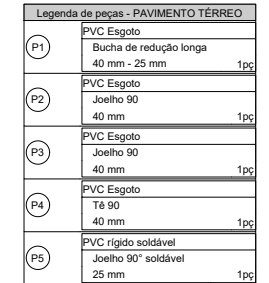 Legenda de peças - PAVIMENTO TÉRREO
P1
PVC Esgoto
Bucha de redução longa
40 mm - 25 mm 1pç
P2
PVC Esgoto
Joelho 90
40 mm 1pç
P3
PVC Esgoto
Joelho 90
40 mm 1pç
P4
PVC Esgoto
Tê 90
40 mm 1pç
P5
PVC rígido soldável
Joelho 90° soldável
25 mm 1pç